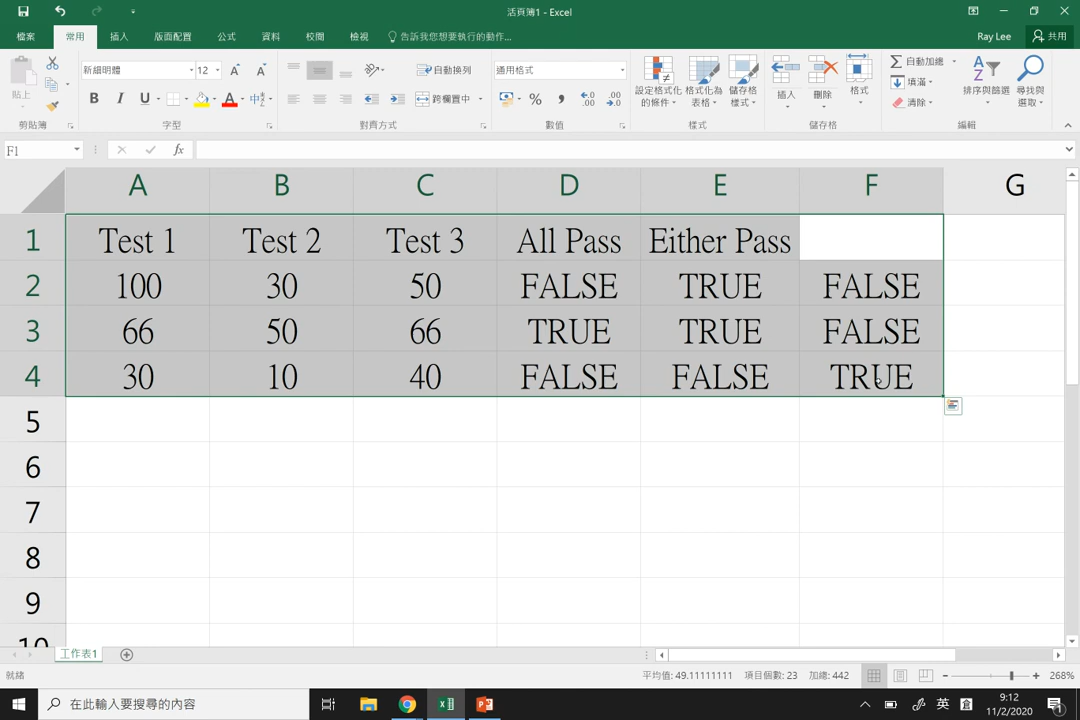 活頁簿1 - Excel
檔案 常用 插入 版面配置 公式 資料 校閱 檢視 告訴我您想要執行的動作... Ray Lee 共用
新細明體 12 A A 自動換列 通用格式 自動加總
貼上 B I U A 中 跨欄置中 % , .00 設定格式化的條件 格式化為表格 儲存格樣式 插入 刪除 格式 填滿 清除 排序與篩選 尋找與選取
剪貼簿 字型 對齊方式 數值 樣式 儲存格 編輯
F1 fx
A B C D E F G
1 Test 1 Test 2 Test 3 All Pass Either Pass
2 100 30 50 FALSE TRUE FALSE
3 66 50 66 TRUE TRUE FALSE
4 30 10 40 FALSE FALSE TRUE
5
6
7
8
9
10
工作表1
就緒 平均值: 49.11111111 項目個數: 23 加總: 442 268%
在此輸入要搜尋的內容 英 9:12
11/2/2020